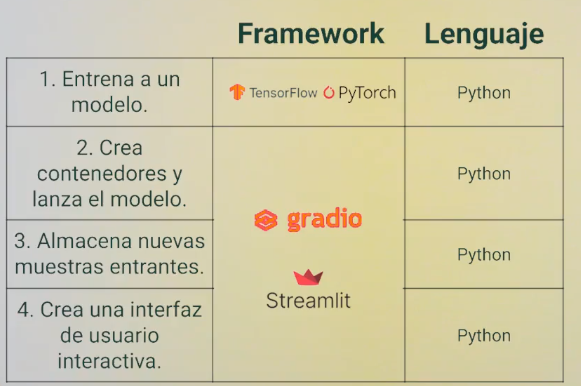 Framework Lenguaje
1. Entrena a un
modelo.
TensorFlow PyTorch
Python
2. Crea
contenedores y
lanza el modelo.
Python
gradio
3. Almacena nuevas
muestras entrantes.
Python
Streamlit
4. Crea una interfaz
de usuario
interactiva.
Python